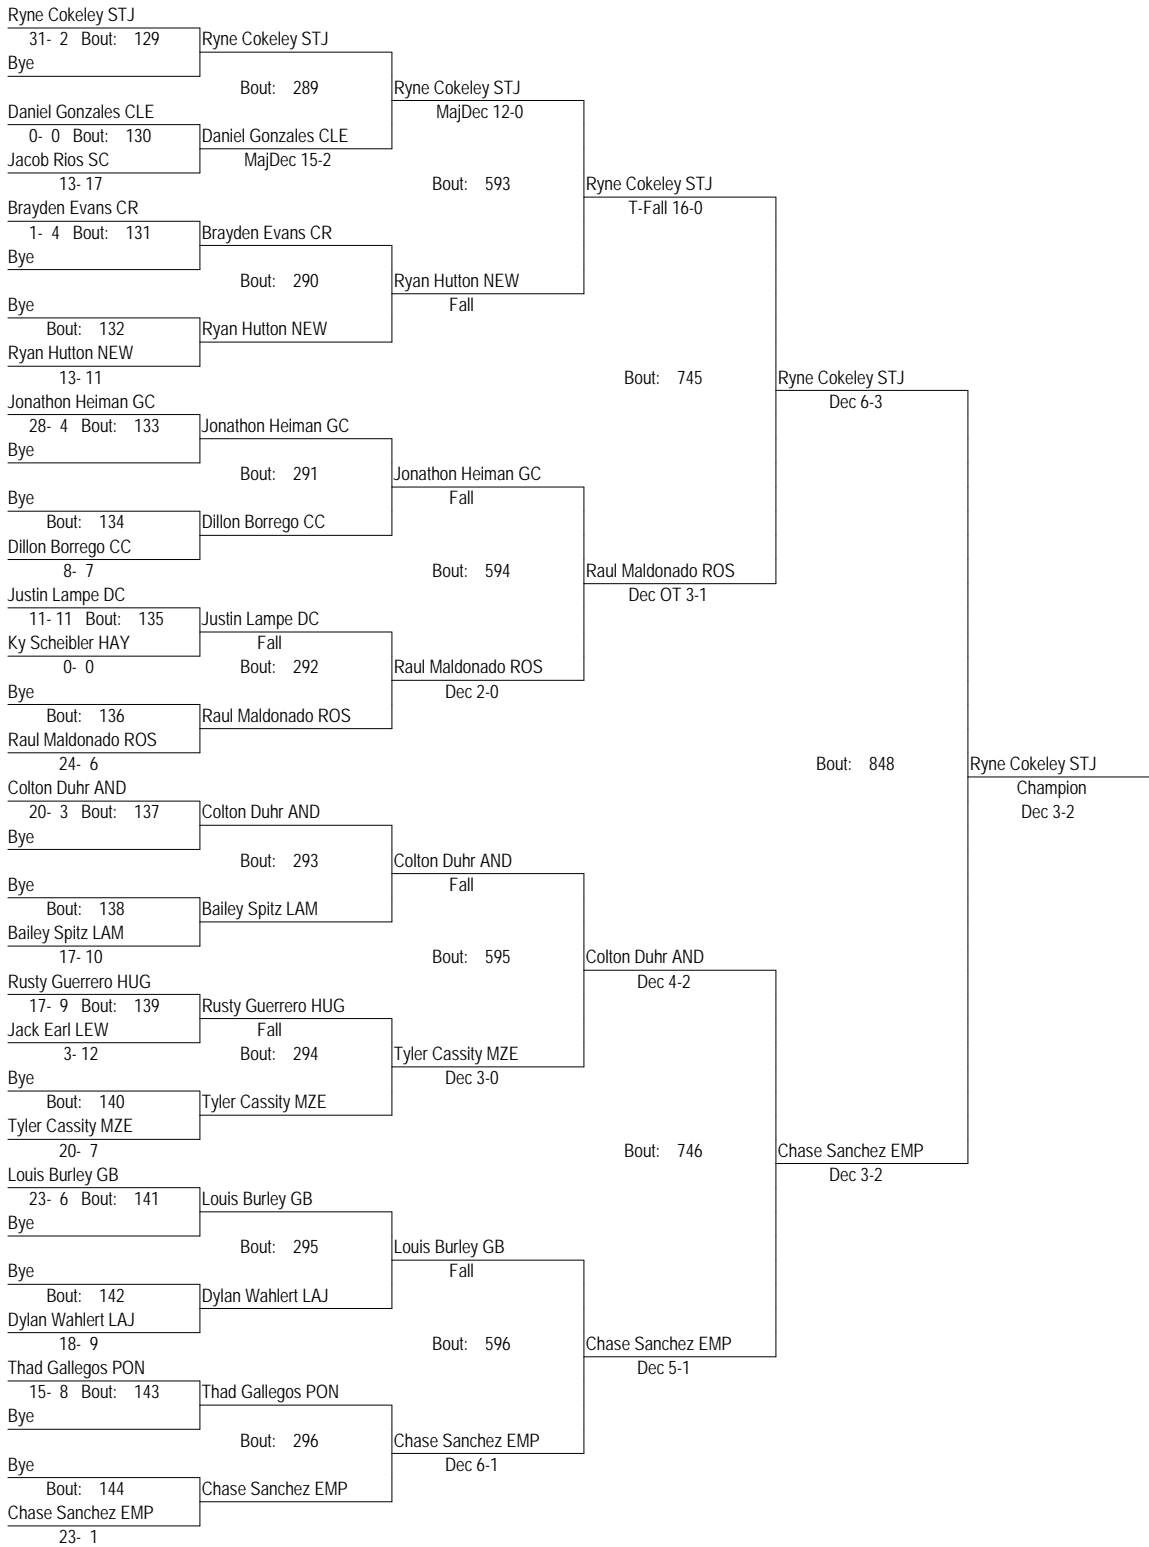 Ryne Cokeley STJ
31- 2 Bout: 129 Ryne Cokeley STJ
Bye
Bout: 289 Ryne Cokeley STJ
Daniel Gonzales CLE MajDec 12-0
0- 0 Bout: 130 Daniel Gonzales CLE
Jacob Rios SC MajDec 15-2
13- 17 Bout: 593 Ryne Cokeley STJ
Brayden Evans CR T-Fall 16-0
1- 4 Bout: 131 Brayden Evans CR
Bye
Bout: 290 Ryan Hutton NEW
Bye Fall
Bout: 132 Ryan Hutton NEW
Ryan Hutton NEW
13- 11 Bout: 745 Ryne Cokeley STJ
Jonathon Heiman GC Dec 6-3
28- 4 Bout: 133 Jonathon Heiman GC
Bye
Bout: 291 Jonathon Heiman GC
Bye Fall
Bout: 134 Dillon Borrego CC
Dillon Borrego CC
8- 7 Bout: 594 Raul Maldonado ROS
Justin Lampe DC Dec OT 3-1
11- 11 Bout: 135 Justin Lampe DC
Ky Scheibler HAY Fall
0- 0 Bout: 292 Raul Maldonado ROS
Bye Dec 2-0
Bout: 136 Raul Maldonado ROS
Raul Maldonado ROS
24- 6 Bout: 848 Ryne Cokeley STJ
Colton Duhr AND Champion
20- 3 Bout: 137 Colton Duhr AND Dec 3-2
Bye
Bout: 293 Colton Duhr AND
Bye Fall
Bout: 138 Bailey Spitz LAM
Bailey Spitz LAM
17- 10 Bout: 595 Colton Duhr AND
Rusty Guerrero HUG Dec 4-2
17- 9 Bout: 139 Rusty Guerrero HUG
Jack Earl LEW Fall
3- 12 Bout: 294 Tyler Cassity MZE
Bye Dec 3-0
Bout: 140 Tyler Cassity MZE
Tyler Cassity MZE
20- 7 Bout: 746 Chase Sanchez EMP
Louis Burley GB Dec 3-2
23- 6 Bout: 141 Louis Burley GB
Bye
Bout: 295 Louis Burley GB
Bye Fall
Bout: 142 Dylan Wahlert LAJ
Dylan Wahlert LAJ
18- 9 Bout: 596 Chase Sanchez EMP
Thad Gallegos PON Dec 5-1
15- 8 Bout: 143 Thad Gallegos PON
Bye
Bout: 296 Chase Sanchez EMP
Bye Dec 6-1
Bout: 144 Chase Sanchez EMP
Chase Sanchez EMP
23- 1